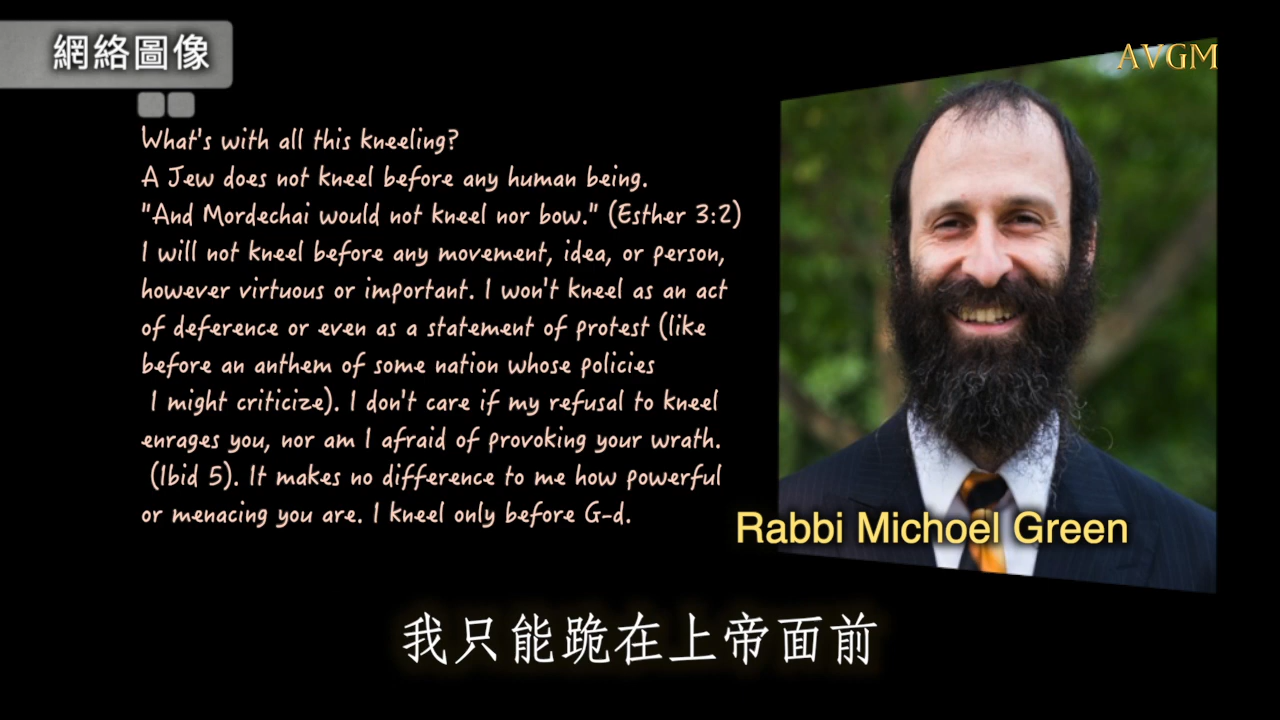 網絡圖像
AVGM
What's with all this kneeling?
A Jew does not kneel before any human being.
"And Mordechai would not kneel nor bow." (Esther 3:2)
I will not kneel before any movement, idea, or person,
however virtuous or important. I won't kneel as an act
of deference or even as a statement of protest (like
before an anthem of some nation whose policies
I might criticize). I don't care if my refusal to kneel
enrages you, nor am I afraid of provoking your wrath.
(Ibid 5). It makes no difference to me how powerful
or menacing you are. I kneel only before G-d.
Rabbi Michoel Green
我只能跪在上帝面前